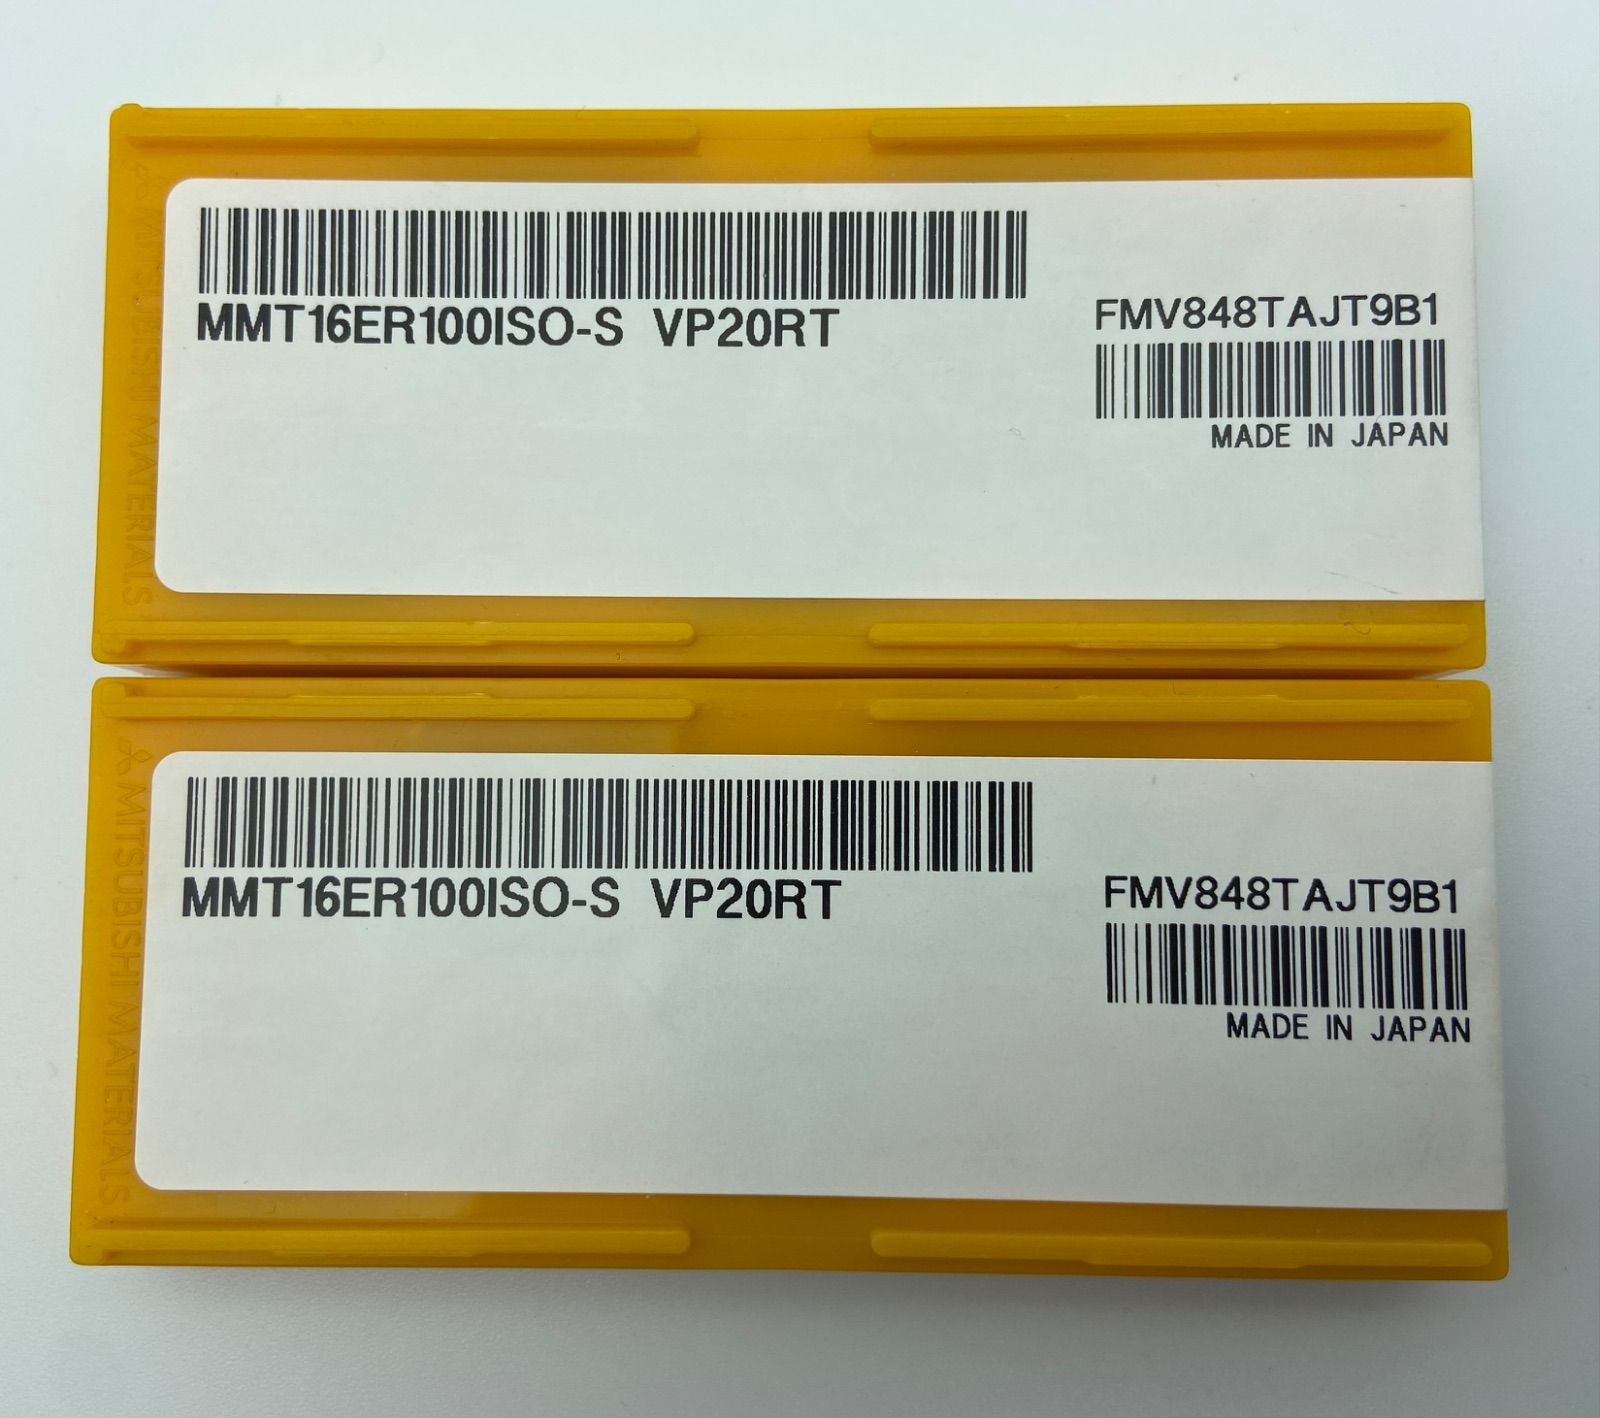 MITSUBISHI MATERIALS
MMT16ER100ISO-S VP20RT
FMV848TAJT9B1
MADE IN JAPAN
MITSUBISHI MATERIALS
MMT16ER100ISO-S VP20RT
FMV848TAJT9B1
MADE IN JAPAN